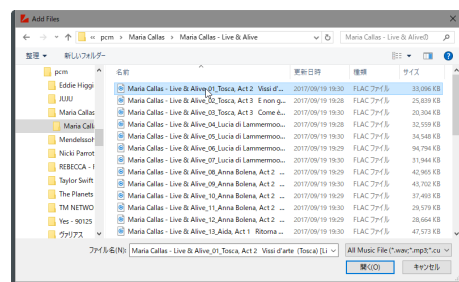 Add Files
« pcm > Maria Callas > Maria Callas - Live & Alive
Maria Callas - Live & Alive
整理 新しいフォルダー
pcm
Eddie Higgi
JUJU
Maria Callas
Maria Call
Mendelssoh
Nicki Parrot
REBECCA - F
Taylor Swift
The Planets
TM NETWO
Yes - 90125
ヴァリアス
名前 更新日時 種類 サイズ
Maria Callas - Live & Alive_01_Tosca, Act 2 Vissi d'... 2017/09/19 19:30 FLAC ファイル 33,096 KB
Maria Callas - Live & Alive_02_Tosca, Act 3 E non g... 2017/09/19 19:28 FLAC ファイル 25,839 KB
Maria Callas - Live & Alive_03_Tosca, Act 3 Come è... 2017/09/19 19:30 FLAC ファイル 20,304 KB
Maria Callas - Live & Alive_04_Lucia di Lammermoo... 2017/09/19 19:28 FLAC ファイル 32,559 KB
Maria Callas - Live & Alive_05_Lucia di Lammermoo... 2017/09/19 19:30 FLAC ファイル 34,548 KB
Maria Callas - Live & Alive_06_Lucia di Lammermoo... 2017/09/19 19:29 FLAC ファイル 94,794 KB
Maria Callas - Live & Alive_07_Lucia di Lammermoo... 2017/09/19 19:30 FLAC ファイル 31,944 KB
Maria Callas - Live & Alive_08_Anna Bolena, Act 2 ... 2017/09/19 19:29 FLAC ファイル 42,965 KB
Maria Callas - Live & Alive_09_Anna Bolena, Act 2 ... 2017/09/19 19:30 FLAC ファイル 43,702 KB
Maria Callas - Live & Alive_10_Anna Bolena, Act 2 ... 2017/09/19 19:29 FLAC ファイル 37,493 KB
Maria Callas - Live & Alive_11_Anna Bolena, Act 2 ... 2017/09/19 19:30 FLAC ファイル 29,579 KB
Maria Callas - Live & Alive_12_Anna Bolena, Act 2 ... 2017/09/19 19:29 FLAC ファイル 28,664 KB
Maria Callas - Live & Alive_13_Aida, Act 1 Ritorna ... 2017/09/19 19:30 FLAC ファイル 47,573 KB
ファイル名(N): Maria Callas - Live & Alive_01_Tosca, Act 2 Vissi d'arte (Tosca) [Li All Music File (*.wav;*.mp3;*.cu
開く(O) キャンセル